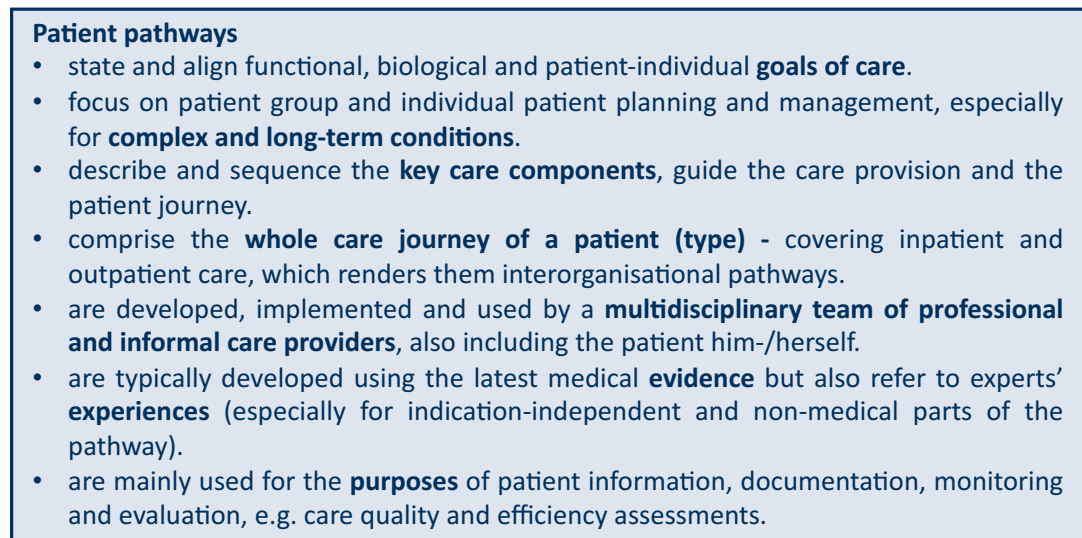 Patient pathways
• state and align functional, biological and patient-individual goals of care.
• focus on patient group and individual patient planning and management, especially
for complex and long-term conditions.
• describe and sequence the key care components, guide the care provision and the
patient journey.
• comprise the whole care journey of a patient (type) - covering inpatient and
outpatient care, which renders them interorganisational pathways.
• are developed, implemented and used by a multidisciplinary team of professional
and informal care providers, also including the patient him-/herself.
• are typically developed using the latest medical evidence but also refer to experts’
experiences (especially for indication-independent and non-medical parts of the
pathway).
• are mainly used for the purposes of patient information, documentation, monitoring
and evaluation, e.g. care quality and efficiency assessments.